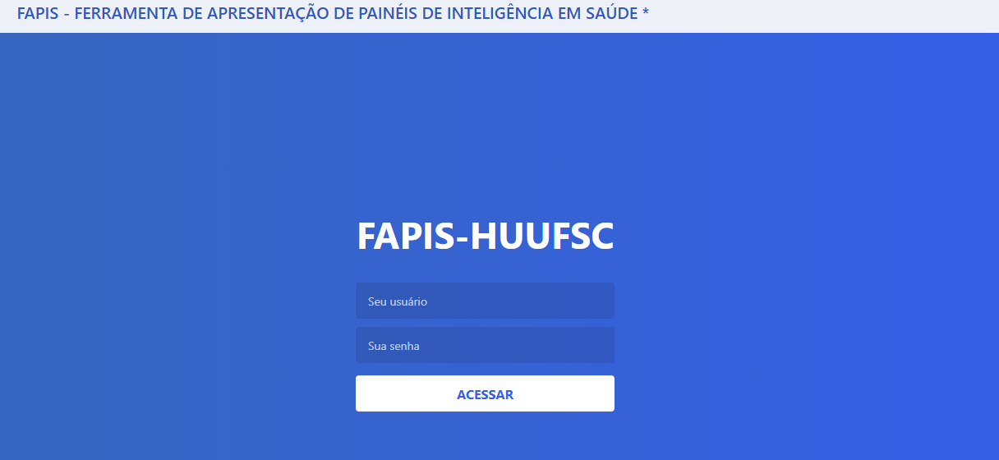 FAPIS - FERRAMENTA DE APRESENTAÇÃO DE PAINÉIS DE INTELIGÊNCIA EM SAÚDE *
FAPIS-HUUFSC
Seu usuário
Sua senha
ACESSAR